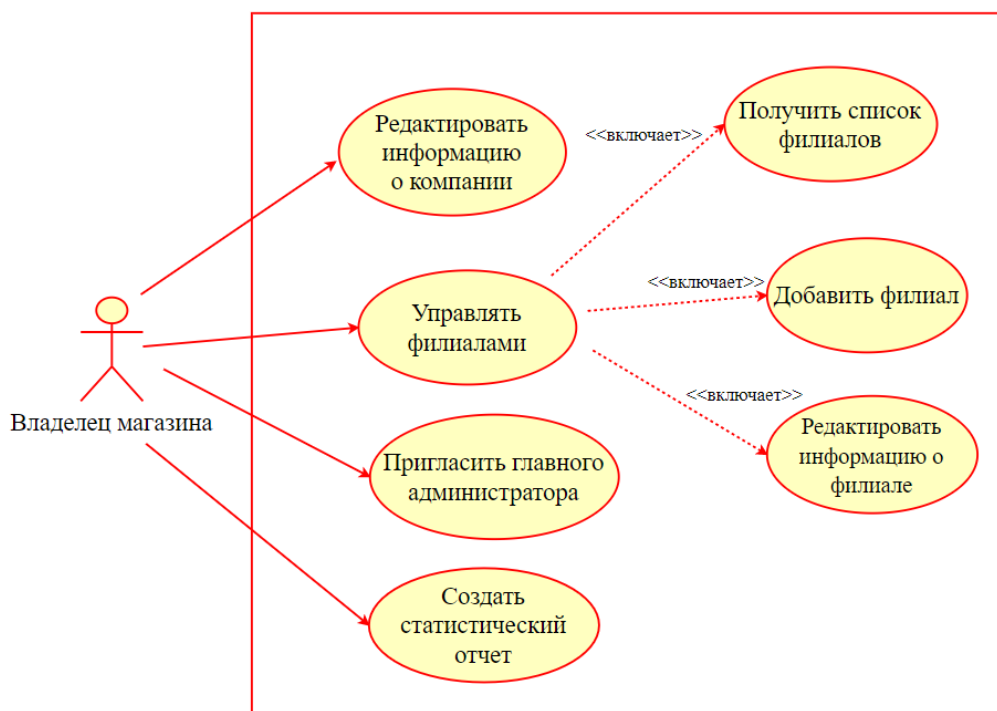 Редактировать
информацию
о компании
<<включает>>
Получить список
филиалов
Управлять
филиалами
<<включает>>
Добавить филиал
<<включает>>
Редактировать
информацию о
филиале
Владелец магазина
Пригласить главного
администратора
Создать
статистический
отчет